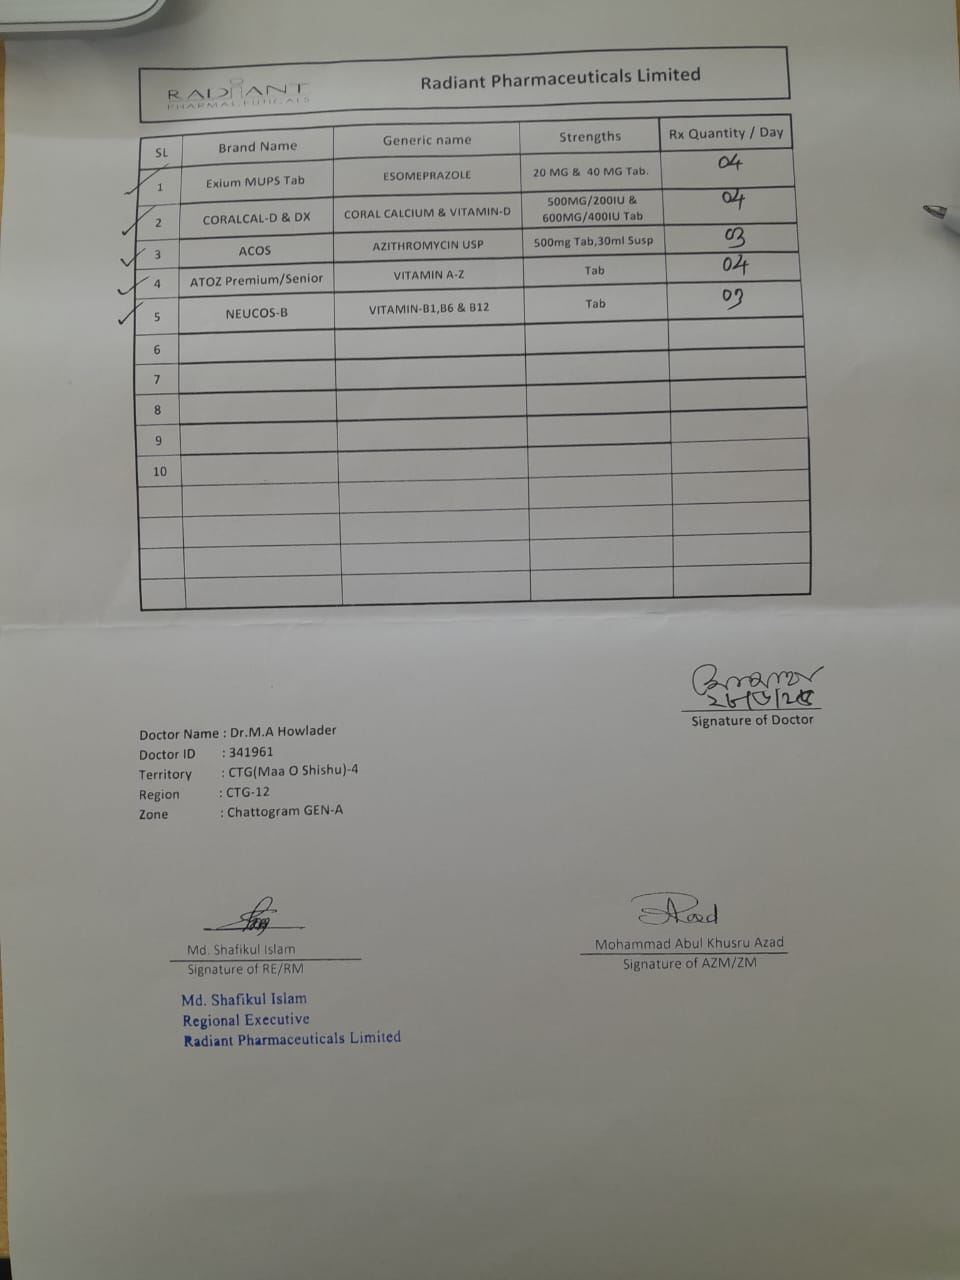 RADIANT
PHARMACEUTICALS
Radiant Pharmaceuticals Limited
SL Brand Name Generic name Strengths Rx Quantity / Day
1 Exium MUPS Tab ESOMEPRAZOLE 20 MG & 40 MG Tab. 04
2 CORALCAL-D & DX CORAL CALCIUM & VITAMIN-D 500MG/200IU & 600MG/400IU Tab 04
3 ACOS AZITHROMYCIN USP 500mg Tab,30ml Susp 03
4 ATOZ Premium/Senior VITAMIN A-Z Tab 04
5 NEUCOS-B VITAMIN-B1,B6 & B12 Tab 03
6
7
8
9
10
Signature of Doctor
Doctor Name : Dr.M.A Howlader
Doctor ID : 341961
Territory : CTG(Maa O Shishu)-4
Region : CTG-12
Zone : Chattogram GEN-A
Md. Shafikul Islam
Signature of RE/RM
Mohammad Abul Khusru Azad
Signature of AZM/ZM
Md. Shafikul Islam
Regional Executive
Radiant Pharmaceuticals Limited